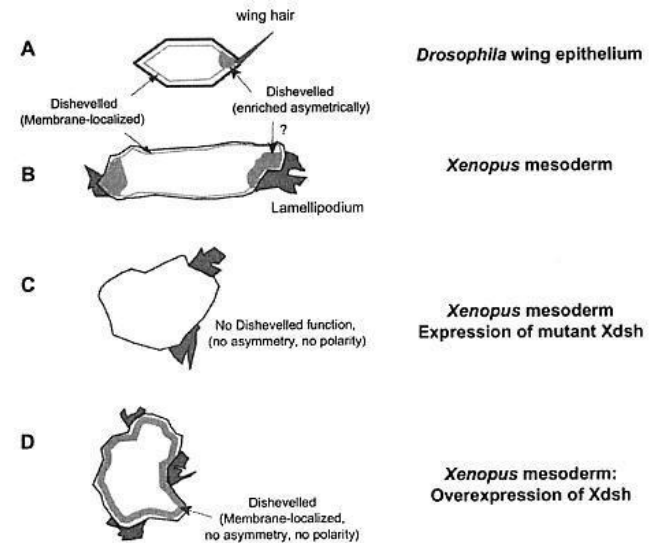 wing hair
A
Drosophila wing epithelium
Dishevelled
(Membrane-localized)
Dishevelled
(enriched asymetrically)
?
B
Xenopus mesoderm
Lamellipodium
C
No Dishevelled function,
(no asymmetry, no polarity)
Xenopus mesoderm
Expression of mutant Xdsh
D
Xenopus mesoderm:
Overexpression of Xdsh
Dishevelled
(Membrane-localized,
no asymmetry, no polarity)